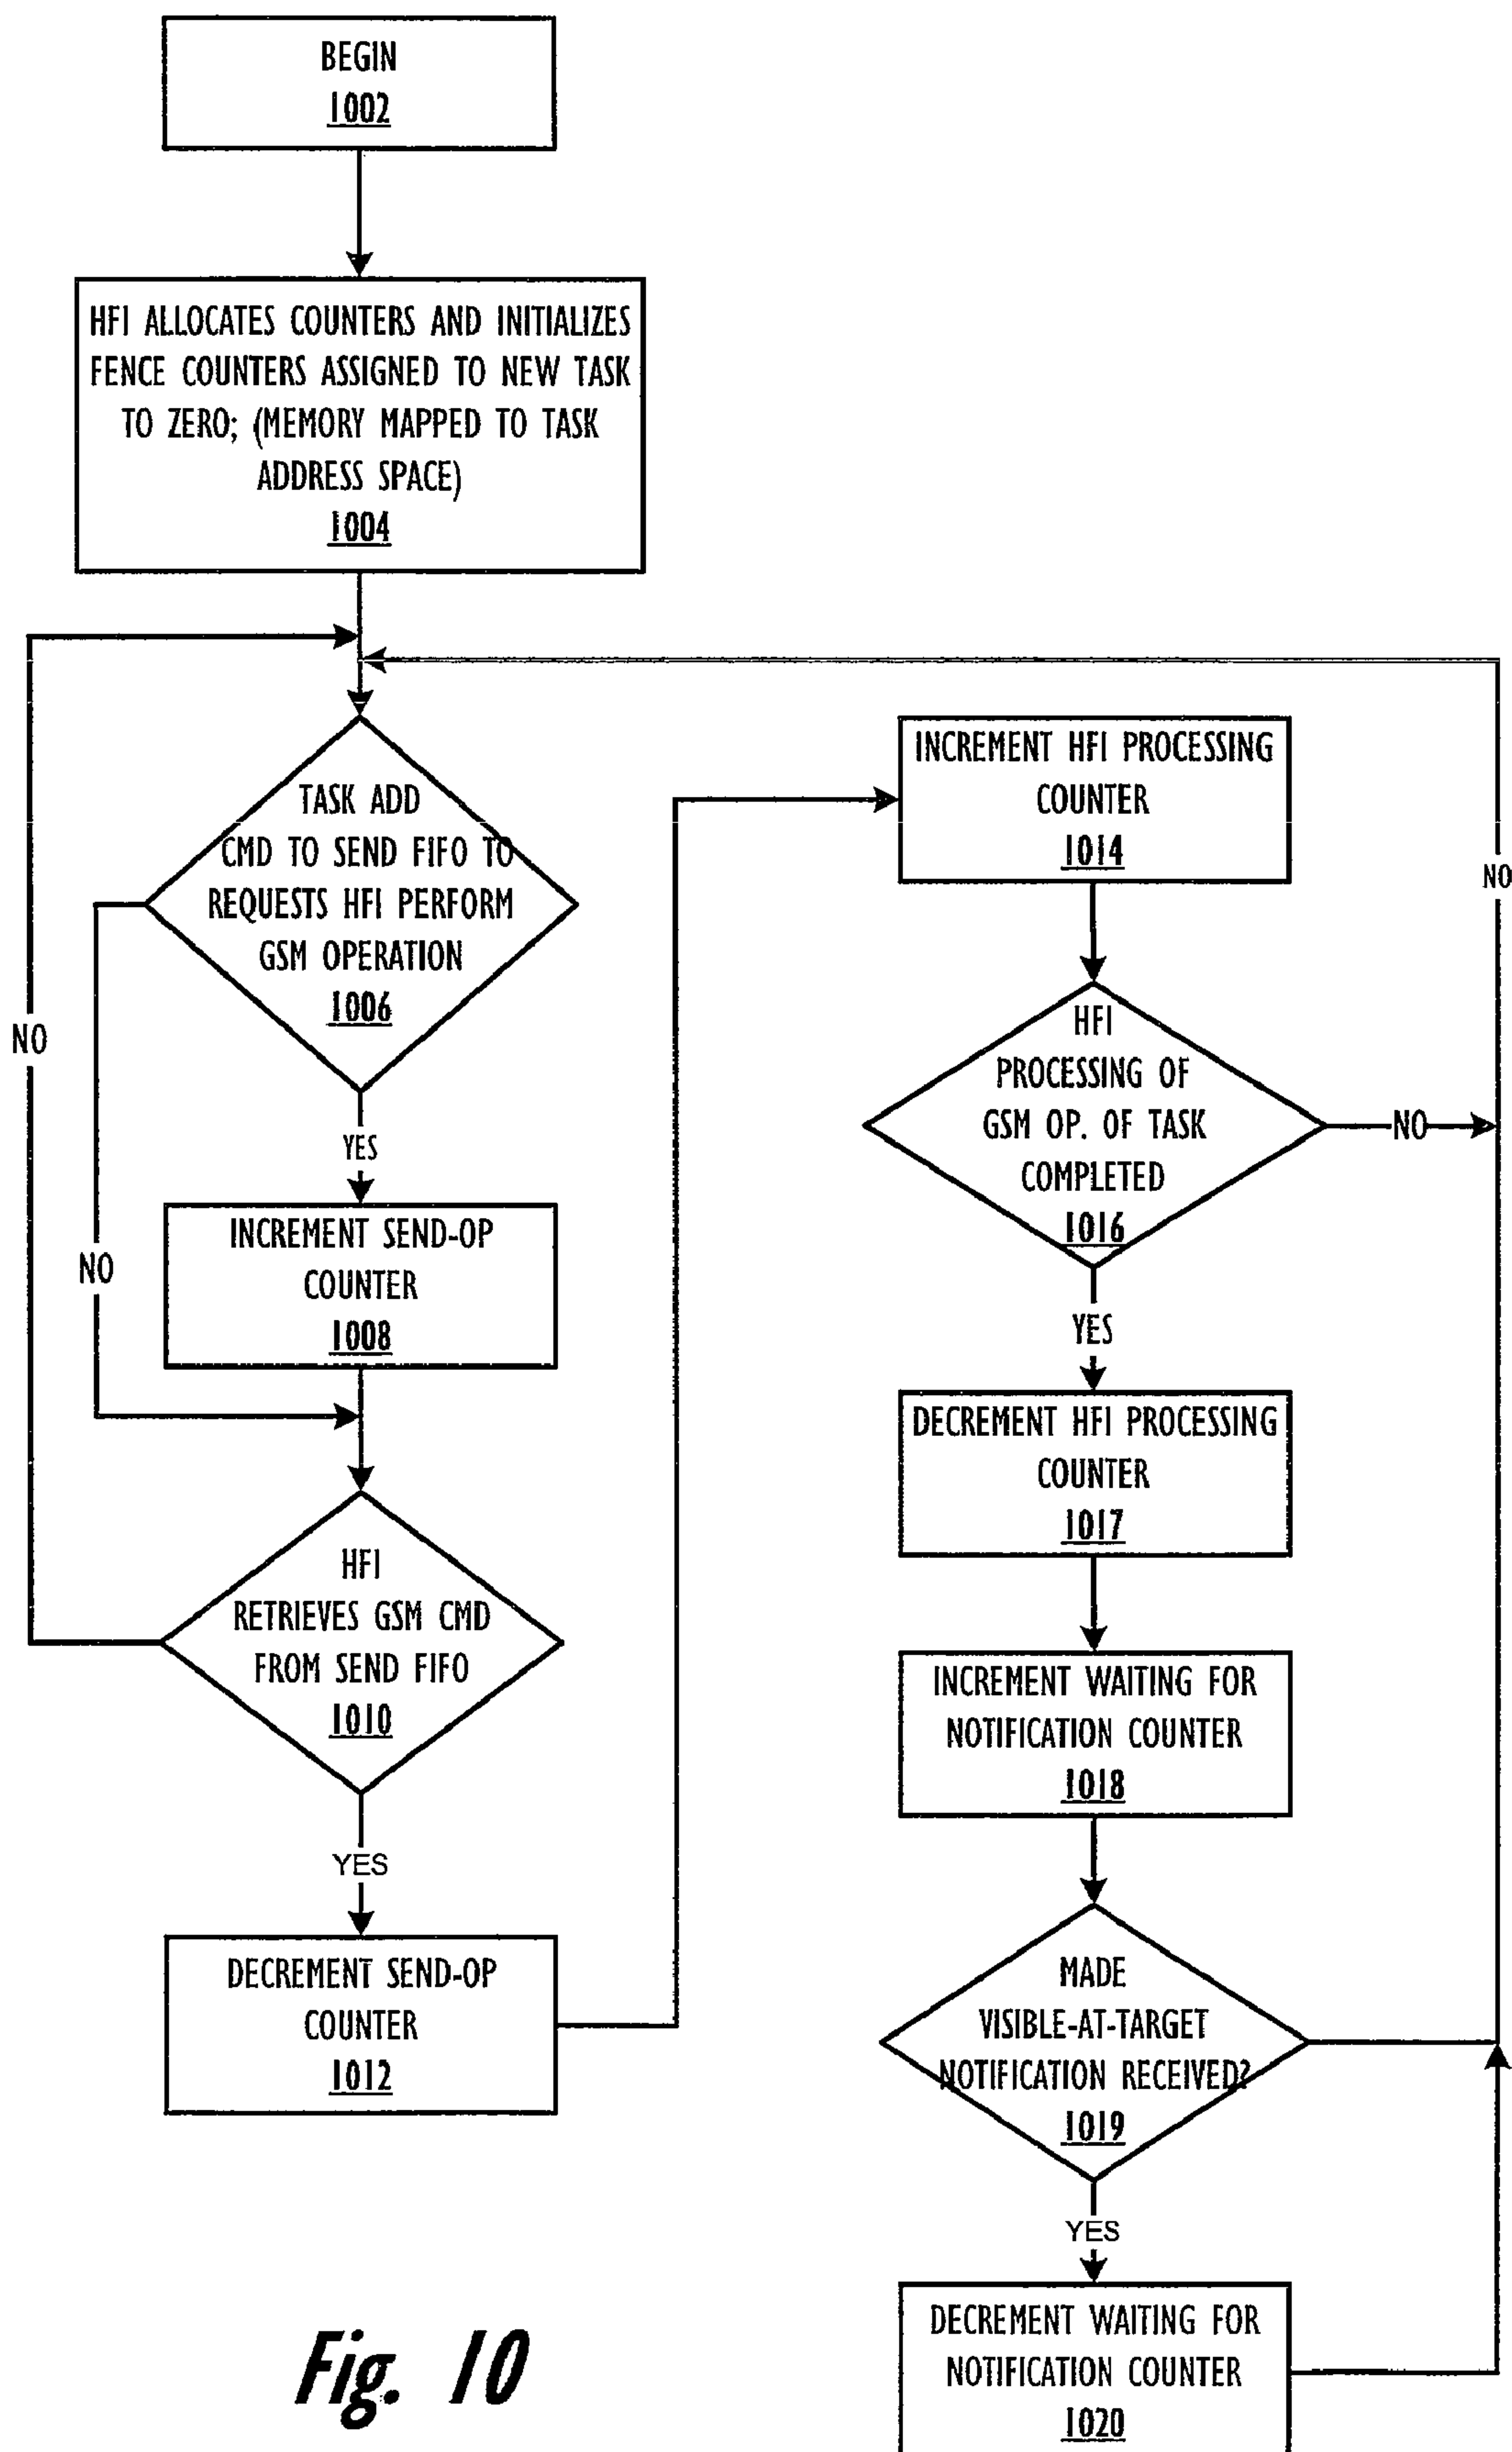 BEGIN
1002
HFI ALLOCATES COUNTERS AND INITIALIZES
FENCE COUNTERS ASSIGNED TO NEW TASK
TO ZERO; (MEMORY MAPPED TO TASK
ADDRESS SPACE)
1004
TASK ADD
CMD TO SEND FIFO TO
REQUESTS HFI PERFORM
GSM OPERATION
1006
NO
YES
INCREMENT SEND-OP
COUNTER
1008
NO
HFI
RETRIEVES GSM CMD
FROM SEND FIFO
1010
YES
DECREMENT SEND-OP
COUNTER
1012
INCREMENT HFI PROCESSING
COUNTER
1014
NO
HFI
PROCESSING OF
GSM OP. OF TASK
COMPLETED
1016
NO
YES
DECREMENT HFI PROCESSING
COUNTER
1017
INCREMENT WAITING FOR
NOTIFICATION COUNTER
1018
MADE
VISIBLE-AT-TARGET
NOTIFICATION RECEIVED?
1019
YES
DECREMENT WAITING FOR
NOTIFICATION COUNTER
1020
Fig. 10